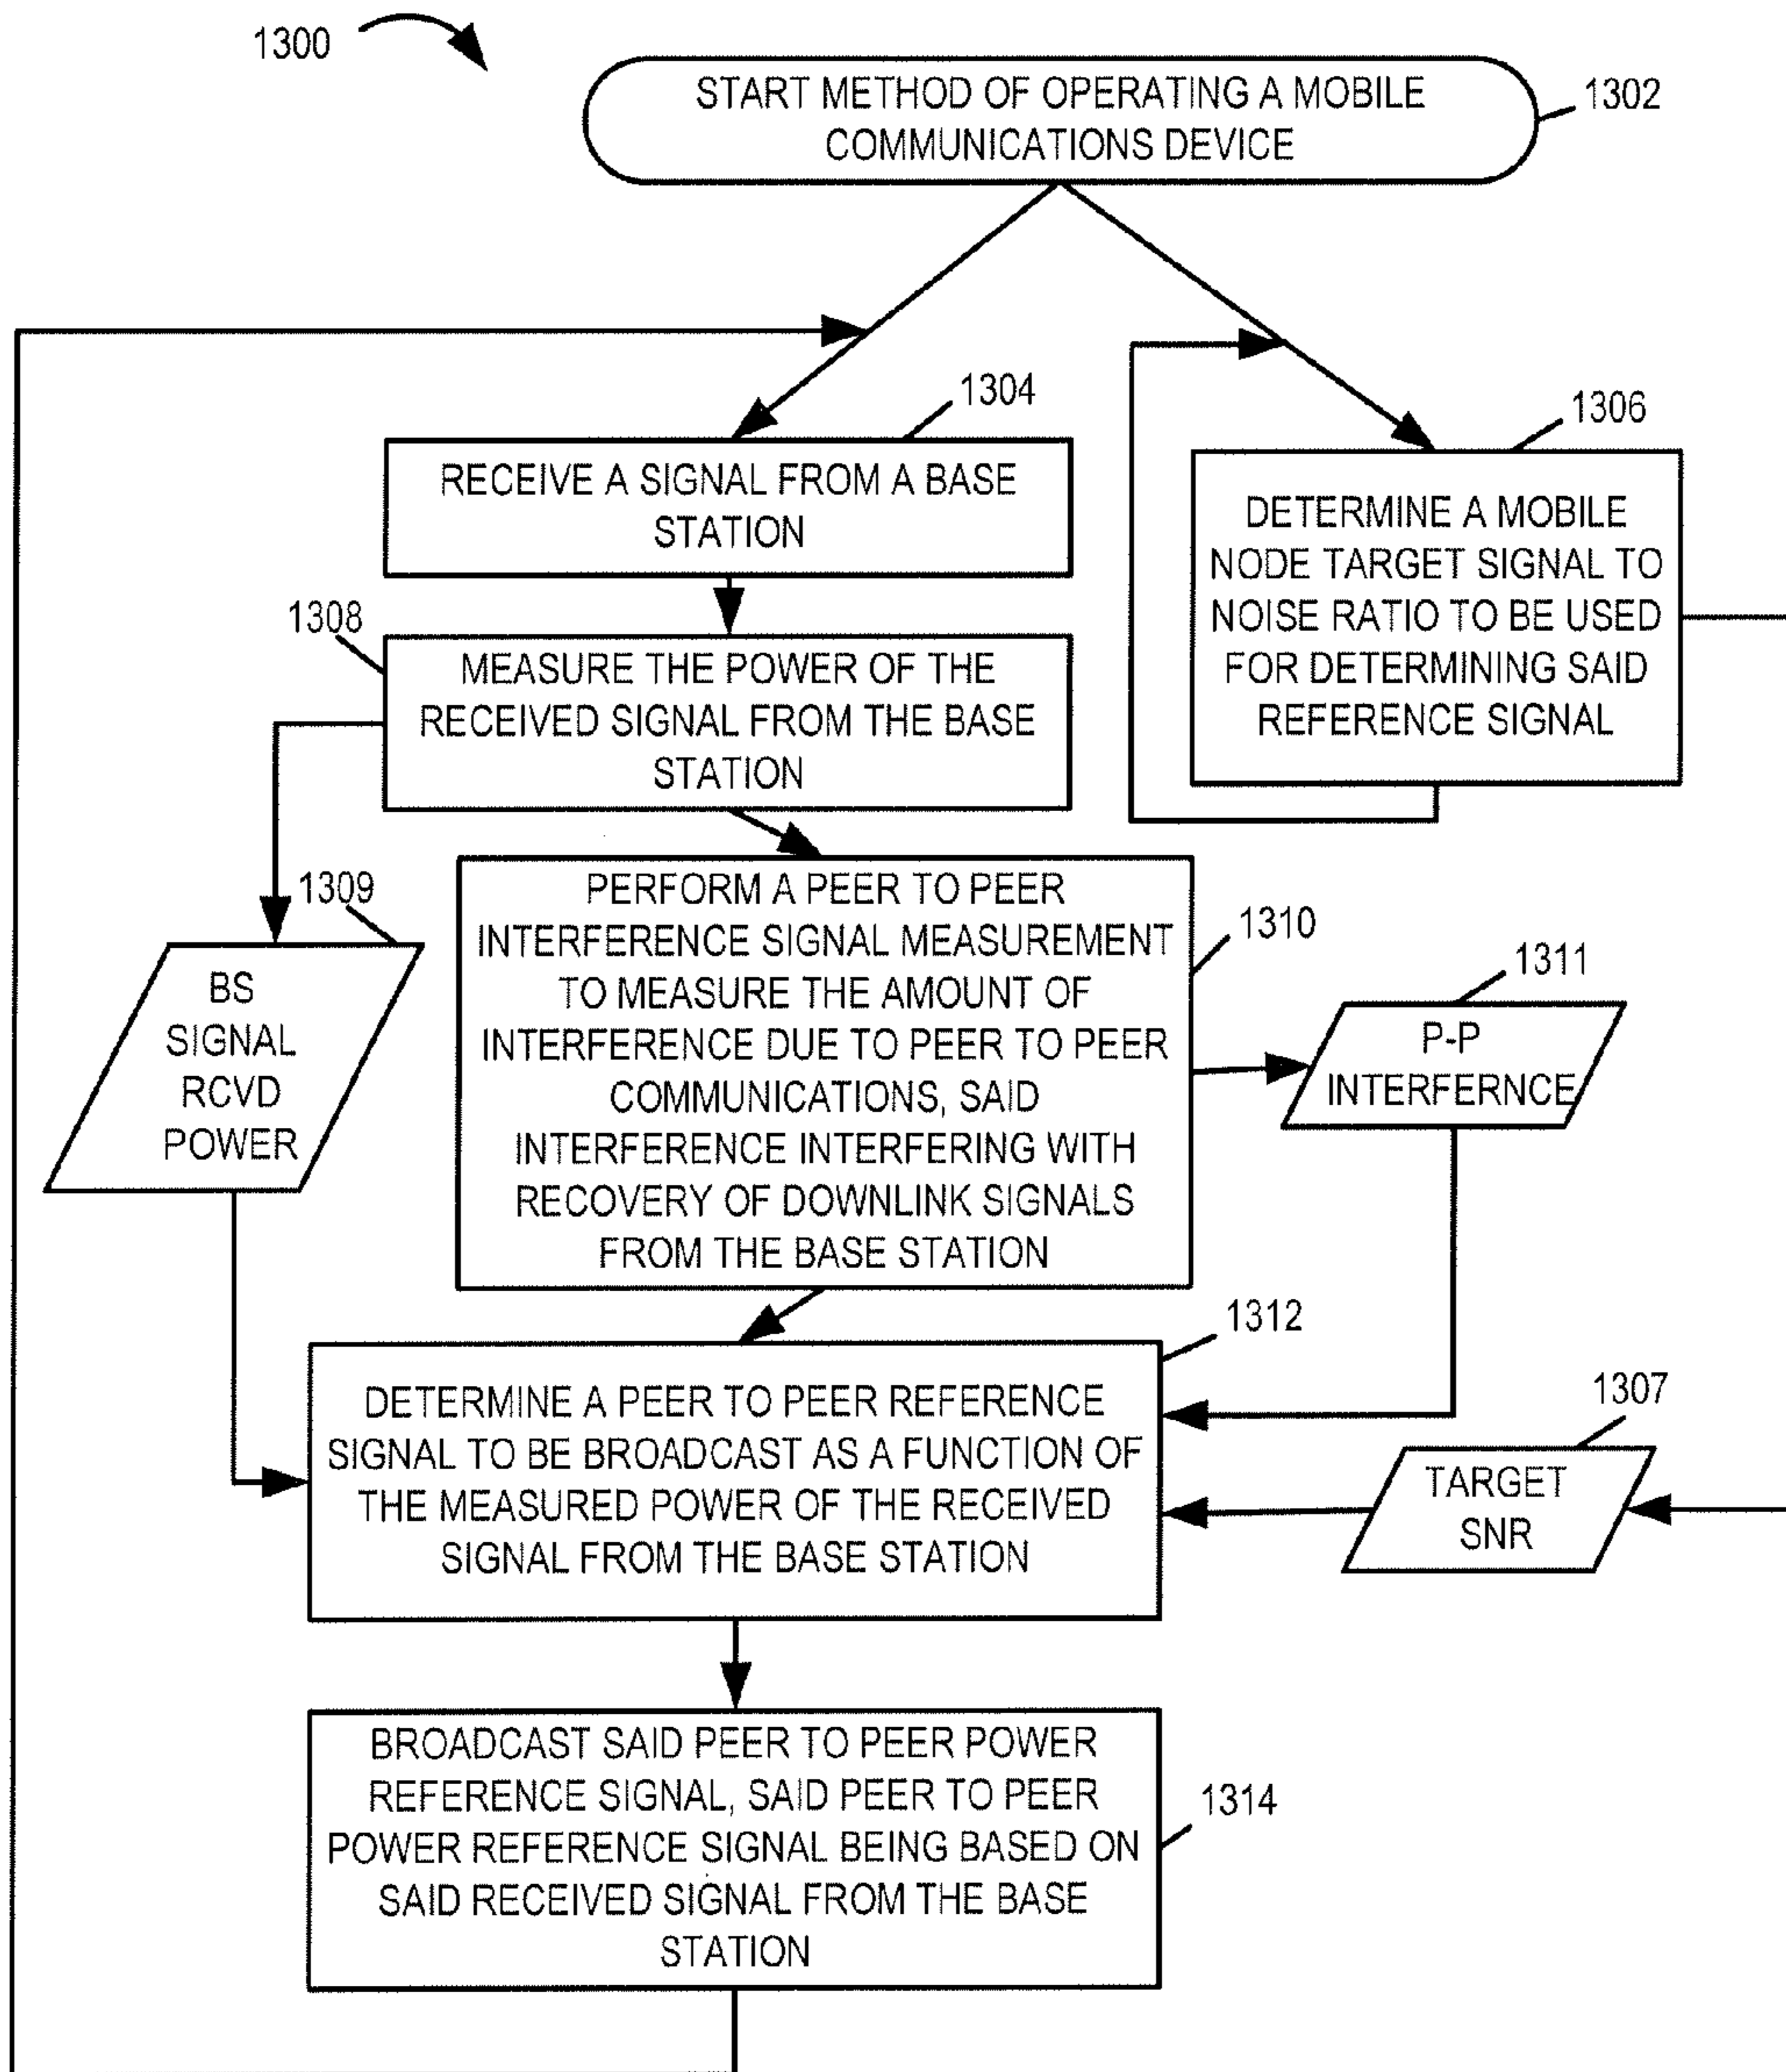 1300
START METHOD OF OPERATING A MOBILE
COMMUNICATIONS DEVICE
1302
1304
RECEIVE A SIGNAL FROM A BASE
STATION
1306
DETERMINE A MOBILE
NODE TARGET SIGNAL TO
NOISE RATIO TO BE USED
FOR DETERMINING SAID
REFERENCE SIGNAL
1308
MEASURE THE POWER OF THE
RECEIVED SIGNAL FROM THE BASE
STATION
1309
BS
SIGNAL
RCVD
POWER
PERFORM A PEER TO PEER
INTERFERENCE SIGNAL MEASUREMENT
TO MEASURE THE AMOUNT OF
INTERFERENCE DUE TO PEER TO PEER
COMMUNICATIONS, SAID
INTERFERENCE INTERFERING WITH
RECOVERY OF DOWNLINK SIGNALS
FROM THE BASE STATION
1310
1311
P-P
INTERFERNCE
1312
DETERMINE A PEER TO PEER REFERENCE
SIGNAL TO BE BROADCAST AS A FUNCTION OF
THE MEASURED POWER OF THE RECEIVED
SIGNAL FROM THE BASE STATION
1307
TARGET
SNR
BROADCAST SAID PEER TO PEER POWER
REFERENCE SIGNAL, SAID PEER TO PEER
POWER REFERENCE SIGNAL BEING BASED ON
SAID RECEIVED SIGNAL FROM THE BASE
STATION
1314